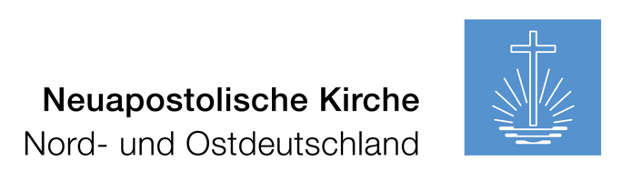 Neuapostolische Kirche
Nord- und Ostdeutschland